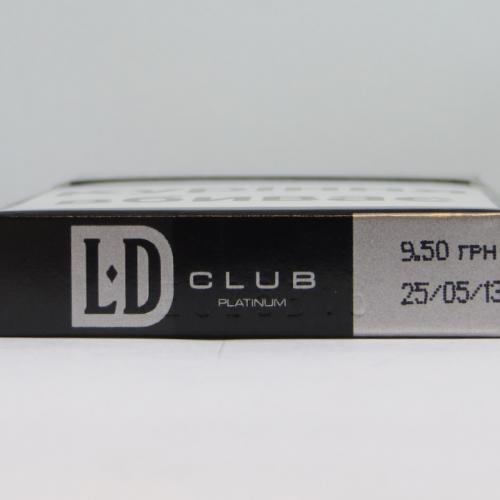 LD
CLUB
PLATINUM
9.50 ГРН
25/05/13